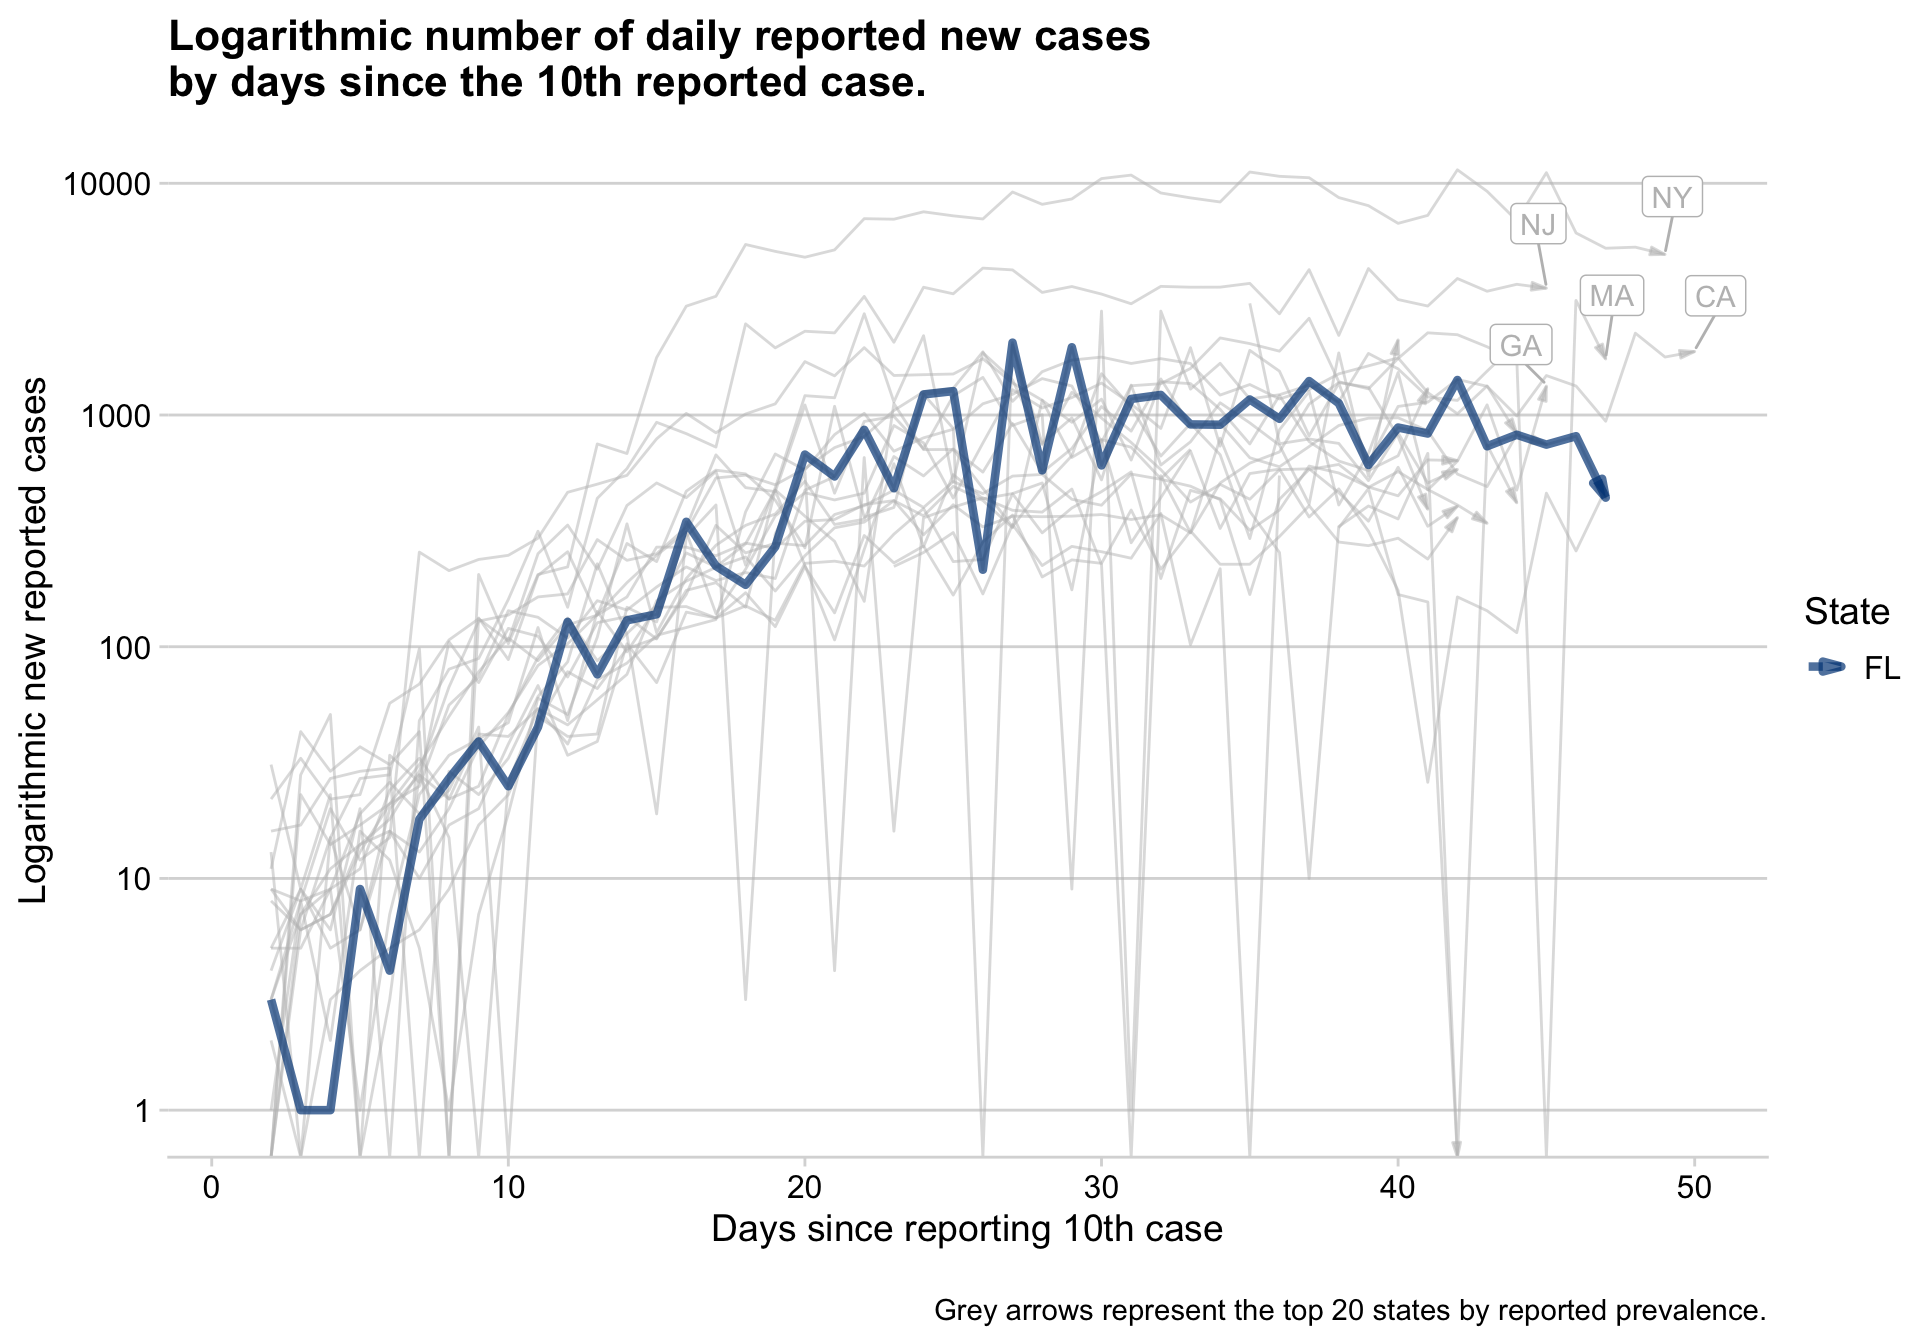 Logarithmic number of daily reported new cases
by days since the 10th reported case.
Logarithmic new reported cases
10000
1000
100
10
1
NY
NJ
MA
CA
GA
State
FL
0
10
20
30
40
50
Days since reporting 10th case
Grey arrows represent the top 20 states by reported prevalence.